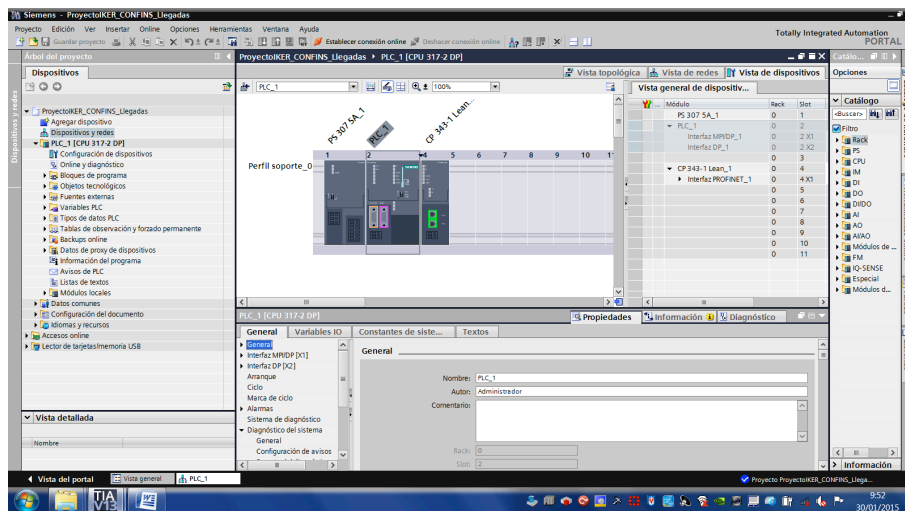 Siemens - ProyectoIKER_CONFINS_Llegadas
Proyecto Edición Ver Insertar Online Opciones Herramientas Ventana Ayuda
Totally Integrated Automation
PORTAL
Guardar proyecto
Establecer conexión online
Deshacer conexión online
Árbol del proyecto
ProyectoIKER_CONFINS_Llegadas PLC_1 [CPU 317-2 DP]
Catálo...
Dispositivos
Vista topológica
Vista de redes
Vista de dispositivos
Opciones
PLC_1
100%
Vista general de dispositiv...
Catálogo
<Buscar>
Filtro
Rack
PS
CPU
IM
DI
DO
DI/DO
AI
AO
AI/AO
Módulos de ...
FM
IQ-SENSE
Especial
Módulos d...
Información
Dispositivos y redes
ProyectoIKER_CONFINS_Llegadas
Agregar dispositivo
Dispositivos y redes
PLC_1 [CPU 317-2 DP]
Configuración de dispositivos
Online y diagnóstico
Bloques de programa
Objetos tecnológicos
Fuentes externas
Variables PLC
Tipos de datos PLC
Tablas de observación y forzado permanente
Backups online
Datos de proxy de dispositivos
Información del programa
Avisos de PLC
Listas de textos
Módulos locales
Datos comunes
Configuración del documento
Idiomas y recursos
Accesos online
Lector de tarjetas/memoria USB
Vista detallada
Nombre
PS 307 5A_1
PLC_1
CP 343-1 Lean...
1 2 4 5 6 7 8 9 10 1
Perfil soporte_0
Módulo Rack Slot
PS 307 5A_1 0 1
PLC_1 0 2
Interfaz MPI/DP_1 0 2 X1
Interfaz DP_1 0 2 X2
0 3
CP 343-1 Lean_1 0 4
Interfaz PROFINET_1 0 4 X1
0 5
0 6
0 7
0 8
0 9
0 10
0 11
PLC_1 [CPU 317-2 DP]
Propiedades
Información
Diagnóstico
General Variables IO Constantes de siste... Textos
General
Interfaz MPI/DP [X1]
Interfaz DP [X2]
Arranque
Ciclo
Marca de ciclo
Alarmas
Sistema de diagnóstico
Diagnóstico del sistema
General
Configuración de avisos
General
Nombre: PLC_1
Autor: Administrador
Comentario:
Rack: 0
Slot: 2
Vista del portal
Vista general
PLC_1
Proyecto ProyectoIKER_CONFINS_Llega...
TIA
V13
9:52
30/01/2015